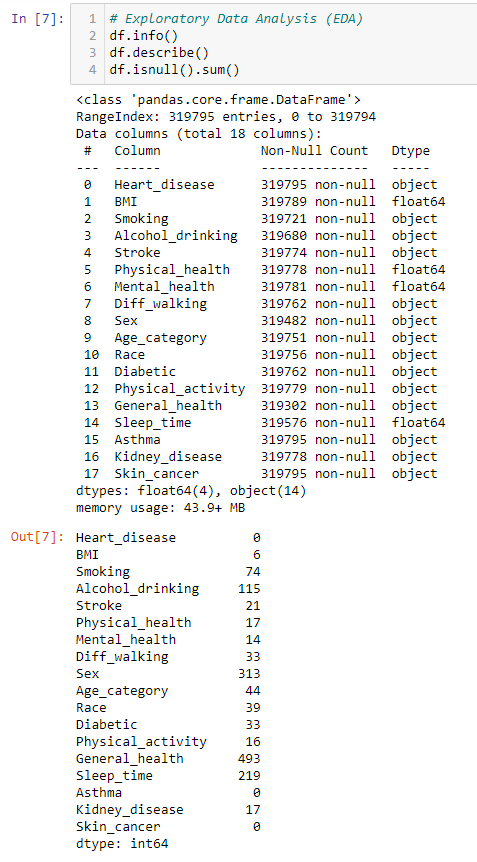 In [7]:
1 # Exploratory Data Analysis (EDA)
2 df.info()
3 df.describe()
4 df.isnull().sum()
<class 'pandas.core.frame.DataFrame'>
RangeIndex: 319795 entries, 0 to 319794
Data columns (total 18 columns):
 #   Column             Non-Null Count   Dtype
---  ------             --------------   -----
 0   Heart_disease      319795 non-null  object
 1   BMI                319789 non-null  float64
 2   Smoking            319721 non-null  object
 3   Alcohol_drinking   319680 non-null  object
 4   Stroke             319774 non-null  object
 5   Physical_health    319778 non-null  float64
 6   Mental_health      319781 non-null  float64
 7   Diff_walking       319762 non-null  object
 8   Sex                319482 non-null  object
 9   Age_category       319751 non-null  object
 10  Race               319756 non-null  object
 11  Diabetic           319762 non-null  object
 12  Physical_activity  319779 non-null  object
 13  General_health     319302 non-null  object
 14  Sleep_time         319576 non-null  float64
 15  Asthma             319795 non-null  object
 16  Kidney_disease     319778 non-null  object
 17  Skin_cancer        319795 non-null  object
dtypes: float64(4), object(14)
memory usage: 43.9+ MB
Out[7]: Heart_disease          0
BMI                    6
Smoking               74
Alcohol_drinking     115
Stroke                21
Physical_health       17
Mental_health         14
Diff_walking          33
Sex                  313
Age_category          44
Race                  39
Diabetic              33
Physical_activity     16
General_health       493
Sleep_time           219
Asthma                 0
Kidney_disease        17
Skin_cancer            0
dtype: int64